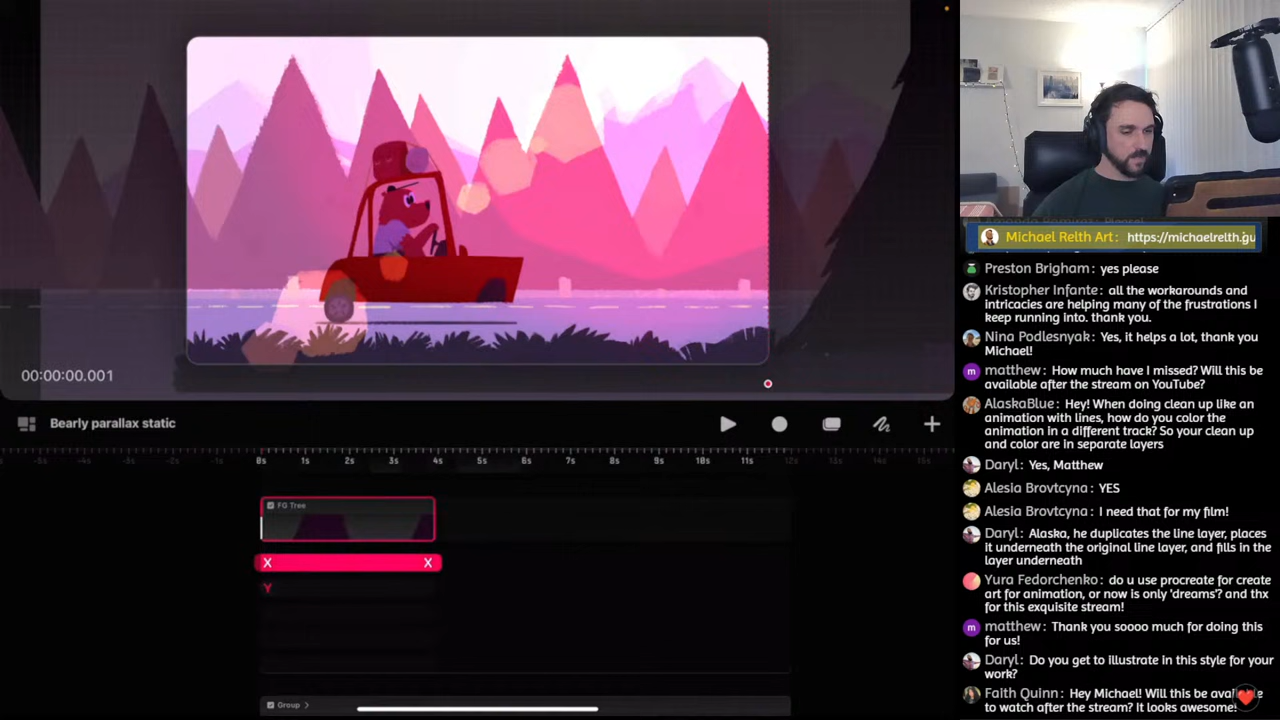 00:00:00.001
Bearly parallax static
0s 1s 2s 3s 4s 5s 6s 7s 8s 9s 10s 11s 12s
FG Tree
X X
Y
Group >
Michael Relth Art: https://michaelrelth.gu
Preston Brigham: yes please
Kristopher Infante: all the workarounds and
intricacies are helping many of the frustrations I
keep running into. thank you.
Nina Podlesnyak: Yes, it helps a lot, thank you
Michael!
m matthew: How much have I missed? Will this be
available after the stream on YouTube?
AlaskaBlue: Hey! When doing clean up like an
animation with lines, how do you color the
animation in a different track? So your clean up
and color are in separate layers
Daryl: Yes, Matthew
Alesia Brovtcyna: YES
Alesia Brovtcyna: I need that for my film!
Daryl: Alaska, he duplicates the line layer, places
it underneath the original line layer, and fills in the
layer underneath
Yura Fedorchenko: do u use procreate for create
art for animation, or now is only 'dreams'? and thx
for this exquisite stream!
m matthew: Thank you soooo much for doing this
for us!
Daryl: Do you get to illustrate in this style for your
work?
Faith Quinn: Hey Michael! Will this be available
to watch after the stream? It looks awesome!